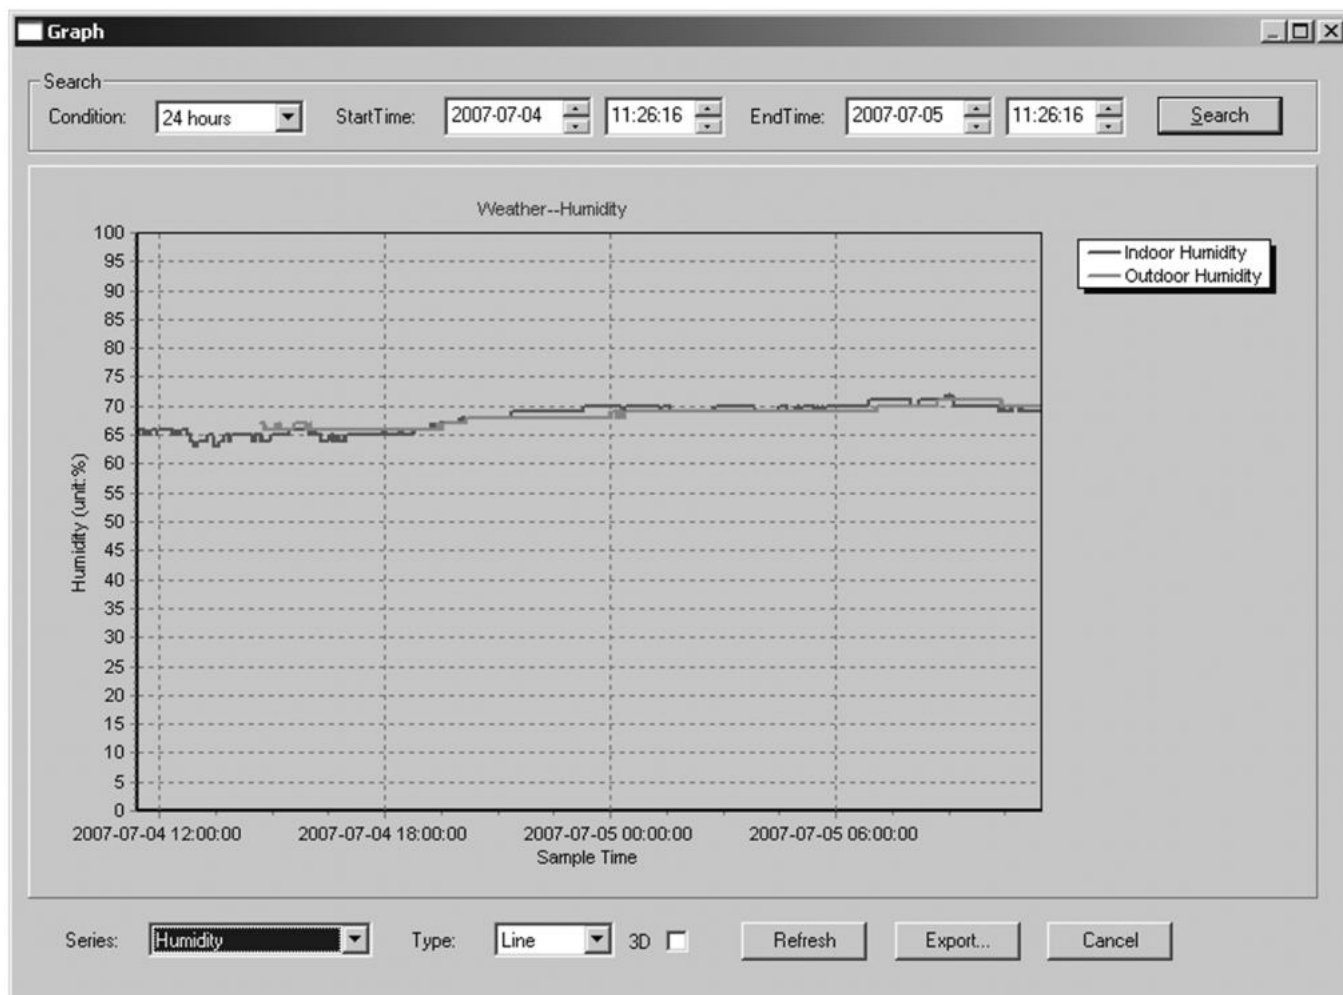 Graph
Search
Condition: 24 hours StartTime: 2007-07-04 11:26:16 EndTime: 2007-07-05 11:26:16 Search
Weather--Humidity
Indoor Humidity
Outdoor Humidity
100
95
90
85
80
75
70
65
60
55
50
45
40
35
30
25
20
15
10
5
0
Humidity (unit:%)
2007-07-04 12:00:00 2007-07-04 18:00:00 2007-07-05 00:00:00 2007-07-05 06:00:00
Sample Time
Series: Humidity Type: Line 3D Refresh Export... Cancel